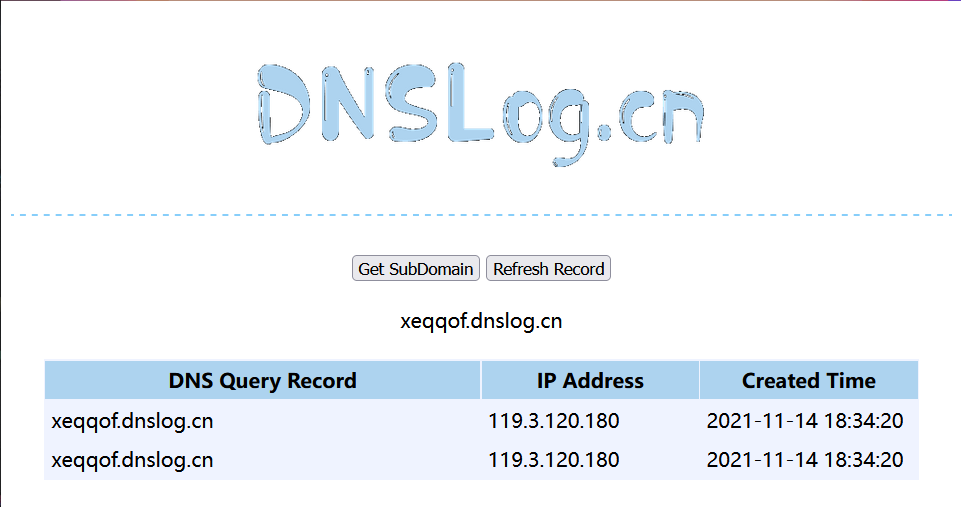 DNSLog.cn
Get SubDomain Refresh Record
xeqqof.dnslog.cn
DNS Query Record IP Address Created Time
xeqqof.dnslog.cn 119.3.120.180 2021-11-14 18:34:20
xeqqof.dnslog.cn 119.3.120.180 2021-11-14 18:34:20